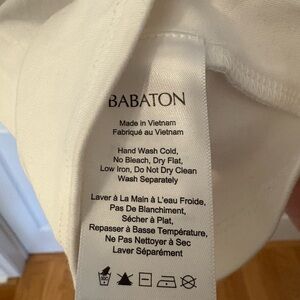 BABATON
Made in Vietnam
Fabriqué au Vietnam
Hand Wash Cold,
No Bleach, Dry Flat,
Low Iron, Do Not Dry Clean
Wash Separately
Laver à La Main à L'eau Froide,
Pas De Blanchiment,
Sécher à Plat,
Repasser à Basse Température,
Ne Pas Nettoyer à Sec
Laver Séparément